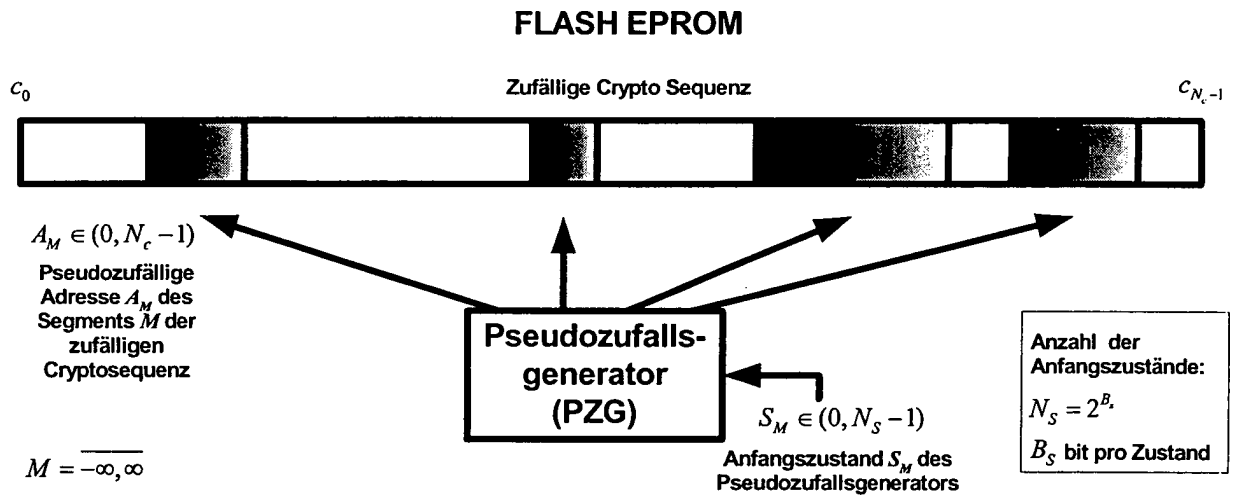 FLASH EPROM
c₀
Zufällige Crypto Sequenz
c_{N_c−1}
A_M ∈ (0, N_c − 1)
Pseudozufällige
Adresse A_M des
Segments M der
zufälligen
Cryptosequenz
M = \overline{−∞, ∞}
Pseudozufalls-
generator
(PZG)
S_M ∈ (0, N_S − 1)
Anfangszustand S_M des
Pseudozufallsgenerators
Anzahl der
Anfangszustände:
N_S = 2^{B_s}
B_S bit pro Zustand